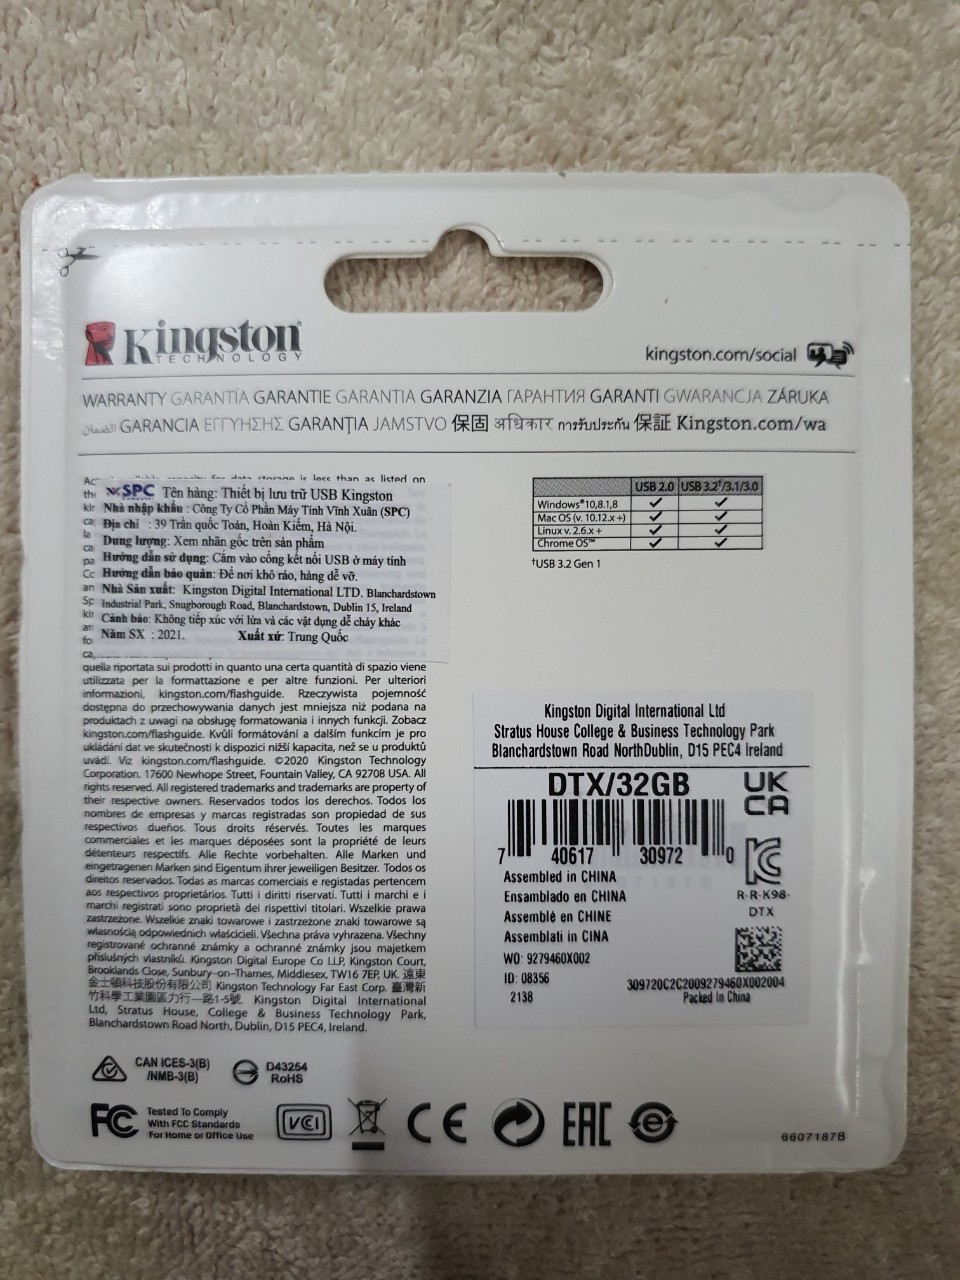 Kingston
TECHNOLOGY
kingston.com/social
WARRANTY GARANTÍA GARANTIE GARANTIA GARANZIA ГАРАНТИЯ GARANTI GWARANCJA ZÁRUKA
الضمان GARANCIA ΕΓΓΥΗΣΗΣ GARANȚIA JAMSTVO 保固 अधिकार การรับประกัน 保証 Kingston.com/wa
for data storage is less than as listed on
SPC Tên hàng: Thiết bị lưu trữ USB Kingston
Computer
Nhà nhập khẩu : Công Ty Cổ Phần Máy Tính Vĩnh Xuân (SPC)
Địa chỉ : 39 Trần quốc Toản, Hoàn Kiếm, Hà Nội.
Dung lượng: Xem nhãn gốc trên sản phẩm
Hướng dẫn sử dụng: Cắm vào cổng kết nối USB ở máy tính
Hướng dẫn bảo quản: Để nơi khô ráo, hàng dễ vỡ.
Nhà Sản xuất: Kingston Digital International LTD. Blanchardstown
Industrial Park, Snugborough Road, Blanchardstown, Dublin 15, Ireland
Cảnh báo: Không tiếp xúc với lửa và các vật dụng dễ cháy khác
Năm SX : 2021. Xuất xứ: Trung Quốc
quella riportata sui prodotti in quanto una certa quantità di spazio viene
utilizzata per la formattazione e per altre funzioni. Per ulteriori
informazioni, kingston.com/flashguide. Rzeczywista pojemność
dostępna do przechowywania danych jest mniejsza niż podana na
produktach z uwagi na obsługę formatowania i innych funkcji. Zobacz
kingston.com/flashguide. Kvůli formátování a dalším funkcím je pro
ukládání dat ve skutečnosti k dispozici nižší kapacita, než se u produktů
uvádí. Viz kingston.com/flashguide. ©2020 Kingston Technology
Corporation. 17600 Newhope Street, Fountain Valley, CA 92708 USA. All
rights reserved. All registered trademarks and trademarks are property of
their respective owners. Reservados todos los derechos. Todos los
nombres de empresas y marcas registradas son propiedad de sus
respectivos dueños. Tous droits réservés. Toutes les marques
commerciales et les marques déposées sont la propriété de leurs
détenteurs respectifs. Alle Rechte vorbehalten. Alle Marken und
eingetragenen Marken sind Eigentum ihrer jeweiligen Besitzer. Todos os
direitos reservados. Todas as marcas comerciais e registadas pertencem
aos respectivos proprietários. Tutti i diritti riservati. Tutti i marchi e i
marchi registrati sono proprietà dei rispettivi titolari. Wszelkie prawa
zastrzeżone. Wszelkie znaki towarowe i zastrzeżone znaki towarowe są
własnością odpowiednich właścicieli. Všechna práva vyhrazena. Všechny
registrované ochranné známky a ochranné známky jsou majetkem
příslušných vlastníků. Kingston Digital Europe Co LLP, Kingston Court,
Brooklands Close, Sunbury-on-Thames, Middlesex, TW16 7EP, UK. 遠東
金士頓科技股份有限公司 Kingston Technology Far East Corp. 臺灣新
竹科學工業園區力行一路1-5號. Kingston Digital International
Ltd, Stratus House, College & Business Technology Park,
Blanchardstown Road North, Dublin, D15 PEC4, Ireland.
USB 2.0 USB 3.2†/3.1/3.0
Windows®10,8.1,8 ✓ ✓
Mac OS (v. 10.12.x +) ✓ ✓
Linux v. 2.6.x + ✓ ✓
Chrome OS™ ✓ ✓
†USB 3.2 Gen 1
Kingston Digital International Ltd
Stratus House College & Business Technology Park
Blanchardstown Road NorthDublin, D15 PEC4 Ireland
DTX/32GB
UK
CA
7 40617 30972 0
Assembled in CHINA
Ensamblado en CHINA
Assemblé en CHINE
Assemblati in CINA
WO: 9279460X002
ID: 08356
2138
R-R-K98-
DTX
309720C2C2009279460X002004
Packed In China
CAN ICES-3(B)
/NMB-3(B)
D43254
RoHS
FC
Tested To Comply
With FCC Standards
For Home or Office Use
VCI
CE
EAC
e
6607187B